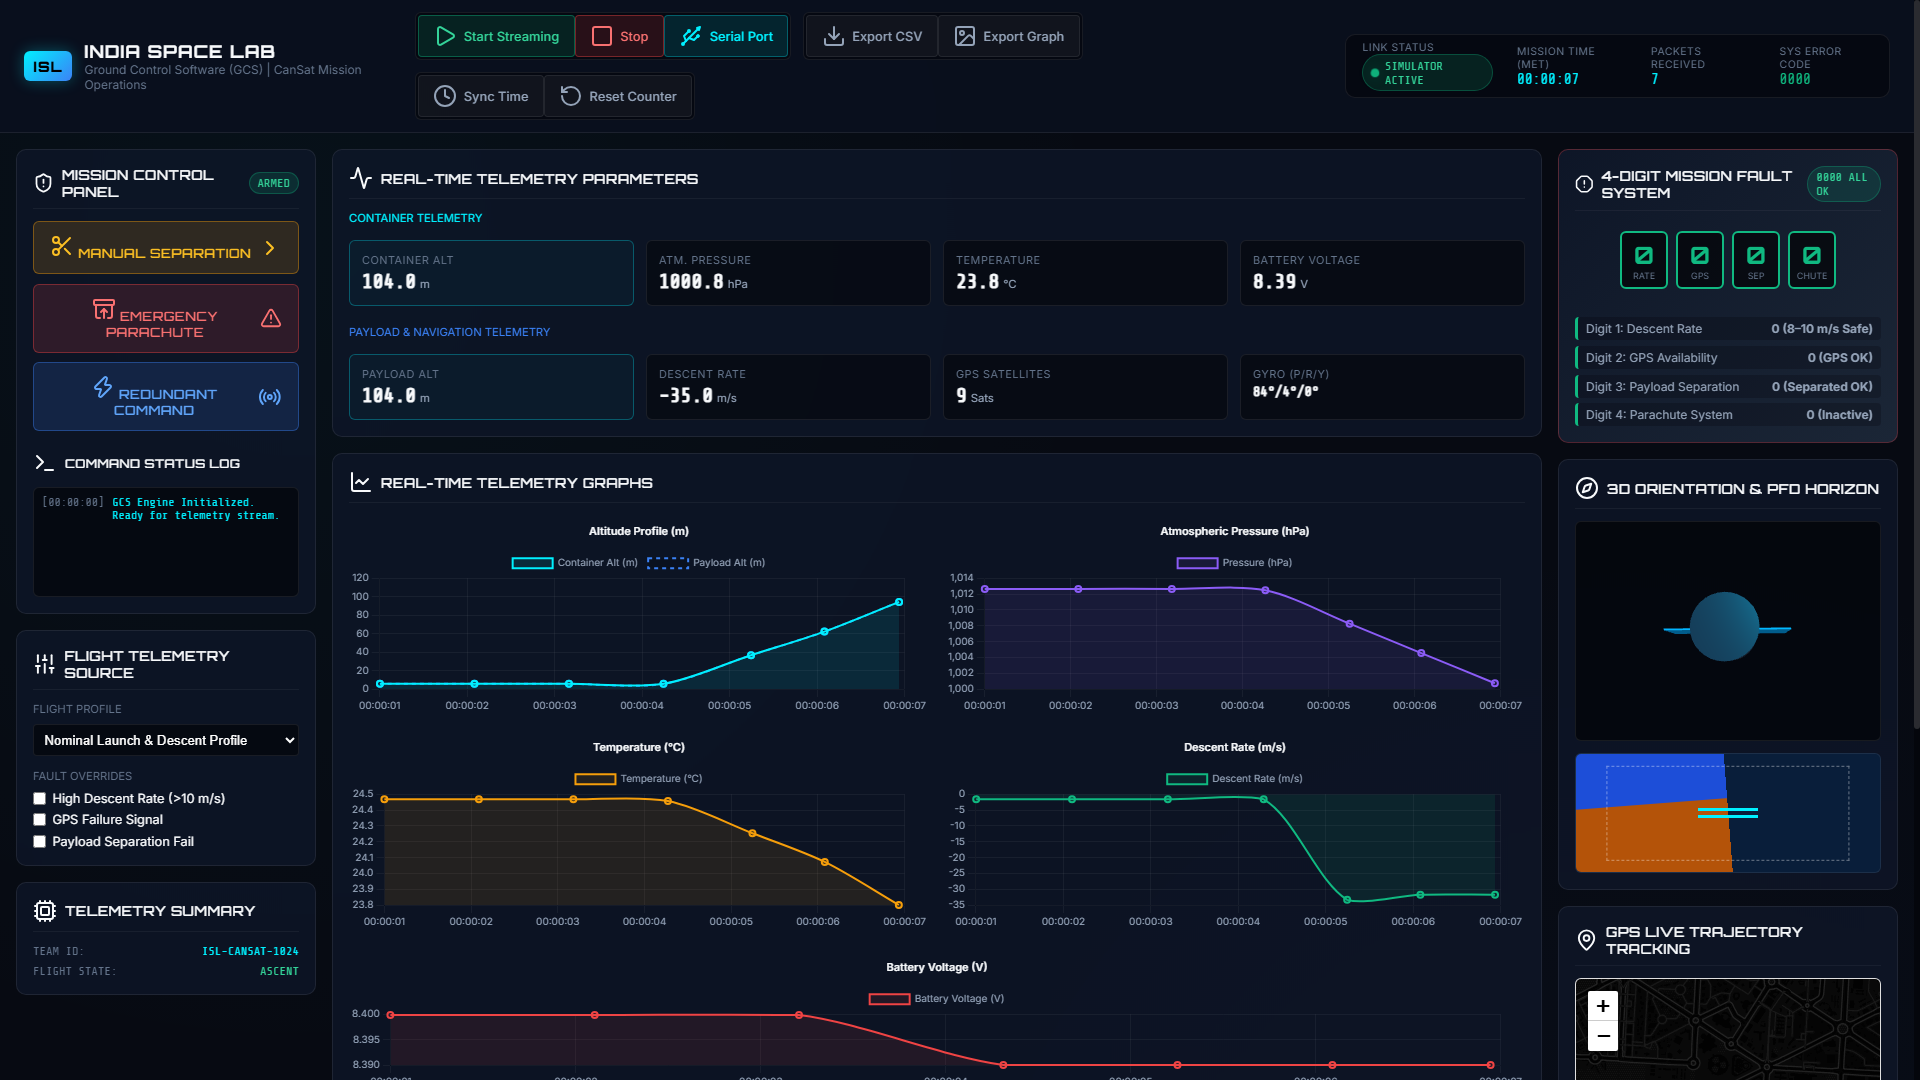 ISL
INDIA SPACE LAB
Ground Control Software (GCS) | CanSat Mission
Operations
Start Streaming
Stop
Serial Port
Export CSV
Export Graph
Sync Time
Reset Counter
LINK STATUS
SIMULATOR
ACTIVE
MISSION TIME
(MET)
00:00:07
PACKETS
RECEIVED
7
SYS ERROR
CODE
0000
MISSION CONTROL
PANEL
ARMED
MANUAL SEPARATION
EMERGENCY
PARACHUTE
REDUNDANT
COMMAND
COMMAND STATUS LOG
[00:00:00] GCS Engine Initialized.
Ready for telemetry stream.
FLIGHT TELEMETRY
SOURCE
FLIGHT PROFILE
Nominal Launch & Descent Profile
FAULT OVERRIDES
High Descent Rate (>10 m/s)
GPS Failure Signal
Payload Separation Fail
TELEMETRY SUMMARY
TEAM ID: ISL-CANSAT-1024
FLIGHT STATE: ASCENT
REAL-TIME TELEMETRY PARAMETERS
CONTAINER TELEMETRY
CONTAINER ALT
104.0 m
ATM. PRESSURE
1000.8 hPa
TEMPERATURE
23.8 °C
BATTERY VOLTAGE
8.39 V
PAYLOAD & NAVIGATION TELEMETRY
PAYLOAD ALT
104.0 m
DESCENT RATE
-35.0 m/s
GPS SATELLITES
9 Sats
GYRO (P/R/Y)
84°/4°/0°
REAL-TIME TELEMETRY GRAPHS
Altitude Profile (m)
Container Alt (m) Payload Alt (m)
120
100
80
60
40
20
0
00:00:01 00:00:02 00:00:03 00:00:04 00:00:05 00:00:06 00:00:07
Atmospheric Pressure (hPa)
Pressure (hPa)
1,014
1,012
1,010
1,008
1,006
1,004
1,002
1,000
00:00:01 00:00:02 00:00:03 00:00:04 00:00:05 00:00:06 00:00:07
Temperature (°C)
Temperature (°C)
24.5
24.4
24.3
24.2
24.1
24.0
23.9
23.8
00:00:01 00:00:02 00:00:03 00:00:04 00:00:05 00:00:06 00:00:07
Descent Rate (m/s)
Descent Rate (m/s)
0
-5
-10
-15
-20
-25
-30
-35
00:00:01 00:00:02 00:00:03 00:00:04 00:00:05 00:00:06 00:00:07
Battery Voltage (V)
Battery Voltage (V)
8.400
8.395
8.390
4-DIGIT MISSION FAULT
SYSTEM
0000 ALL
OK
0 0 0 0
RATE GPS SEP CHUTE
Digit 1: Descent Rate 0 (8–10 m/s Safe)
Digit 2: GPS Availability 0 (GPS OK)
Digit 3: Payload Separation 0 (Separated OK)
Digit 4: Parachute System 0 (Inactive)
3D ORIENTATION & PFD HORIZON
GPS LIVE TRAJECTORY
TRACKING
+
−